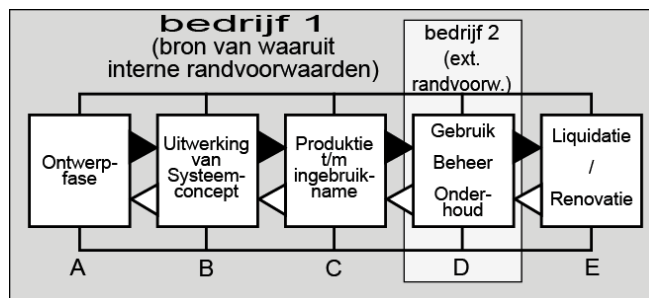 bedrijf 1
(bron van waaruit
interne randvoorwaarden)
bedrijf 2
(ext.
randvoorw.)
Ontwerp-
fase
Uitwerking
van
Systeem-
concept
Produktie
t/m
ingebruik-
name
Gebruik
Beheer
Onder-
houd
Liquidatie
/
Renovatie
A
B
C
D
E